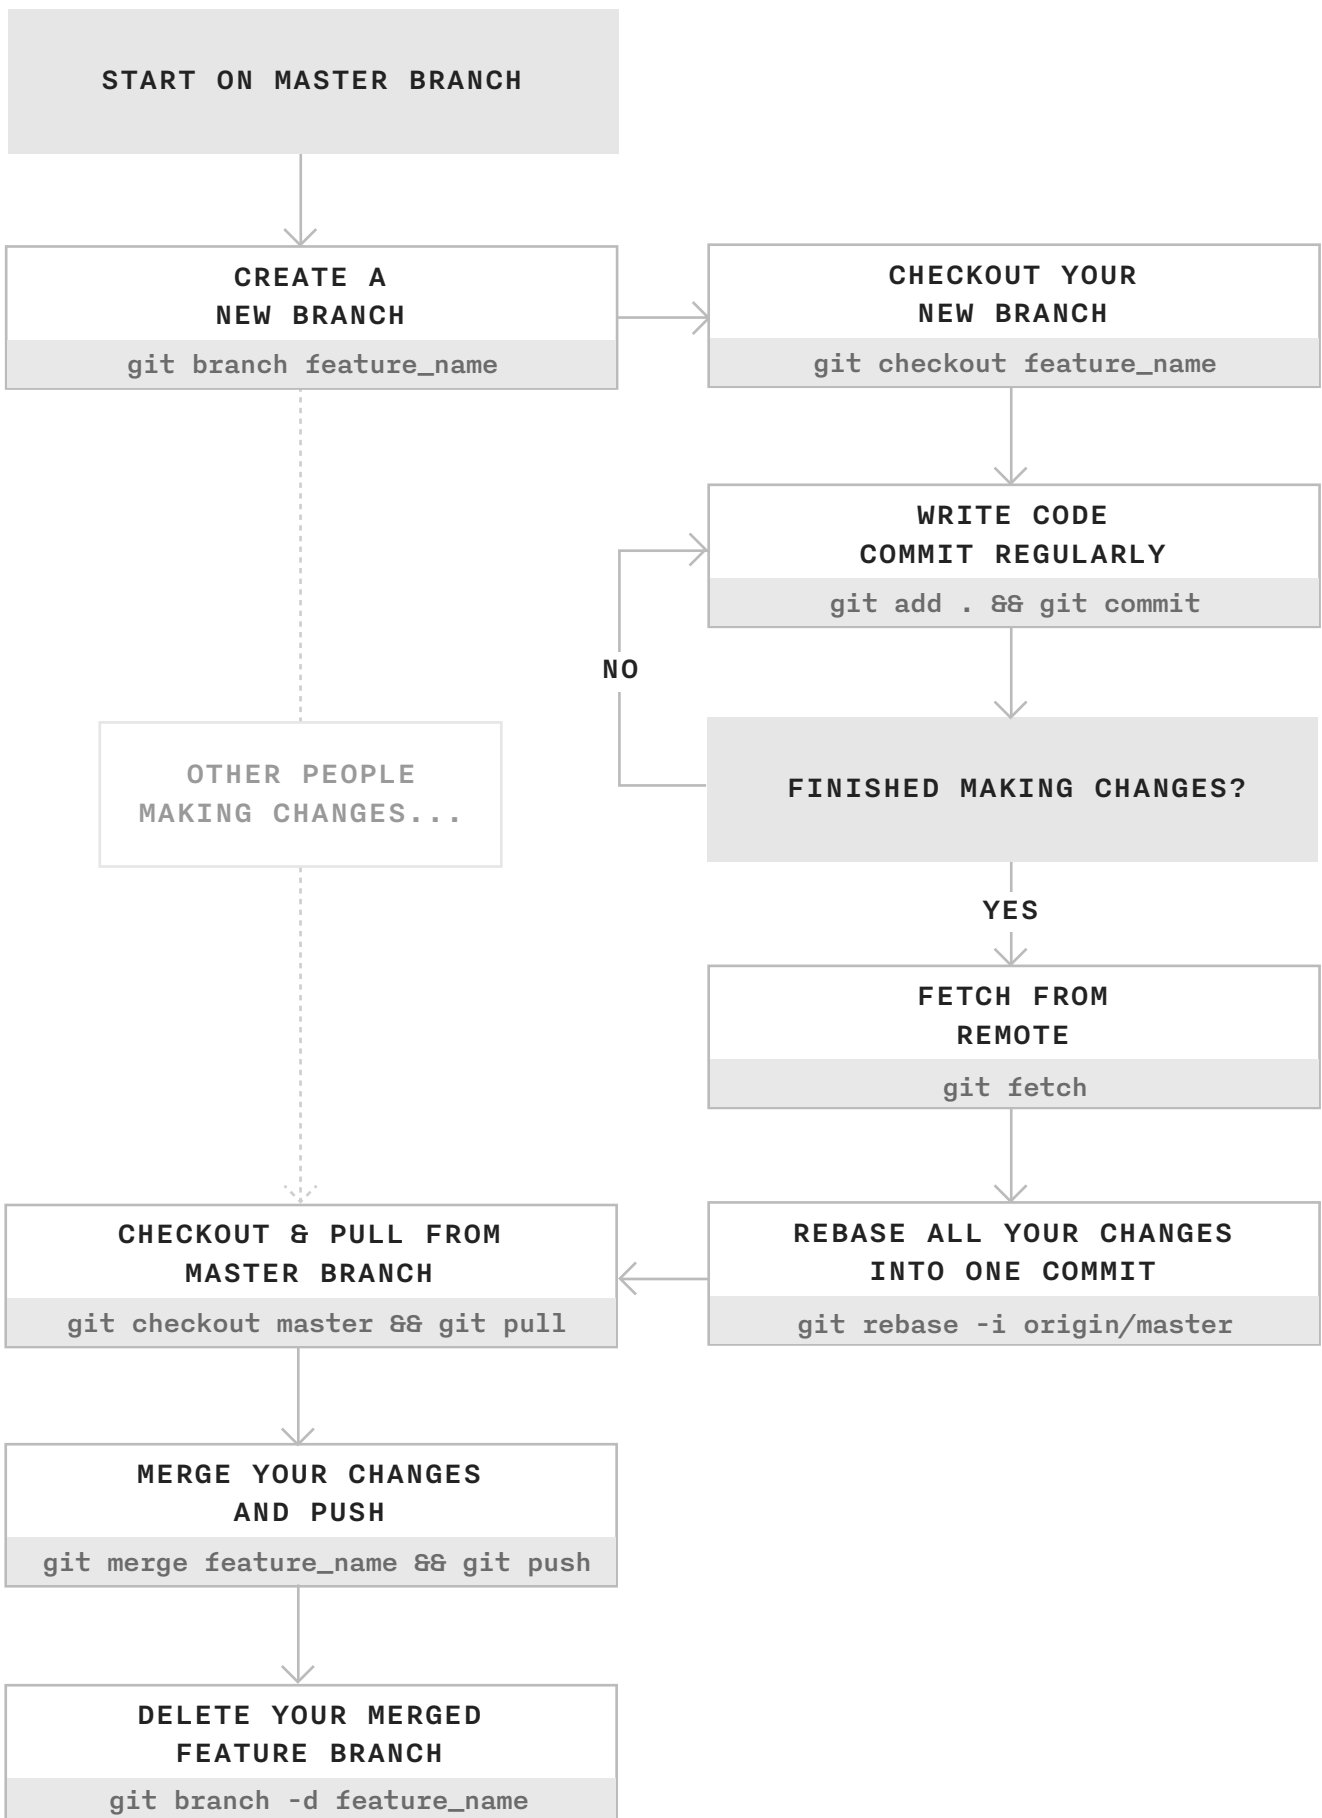 START ON MASTER BRANCH
CREATE A
NEW BRANCH
git branch feature_name
CHECKOUT YOUR
NEW BRANCH
git checkout feature_name
WRITE CODE
COMMIT REGULARLY
git add . && git commit
NO
OTHER PEOPLE
MAKING CHANGES...
FINISHED MAKING CHANGES?
YES
FETCH FROM
REMOTE
git fetch
REBASE ALL YOUR CHANGES
INTO ONE COMMIT
git rebase -i origin/master
CHECKOUT & PULL FROM
MASTER BRANCH
git checkout master && git pull
MERGE YOUR CHANGES
AND PUSH
git merge feature_name && git push
DELETE YOUR MERGED
FEATURE BRANCH
git branch -d feature_name